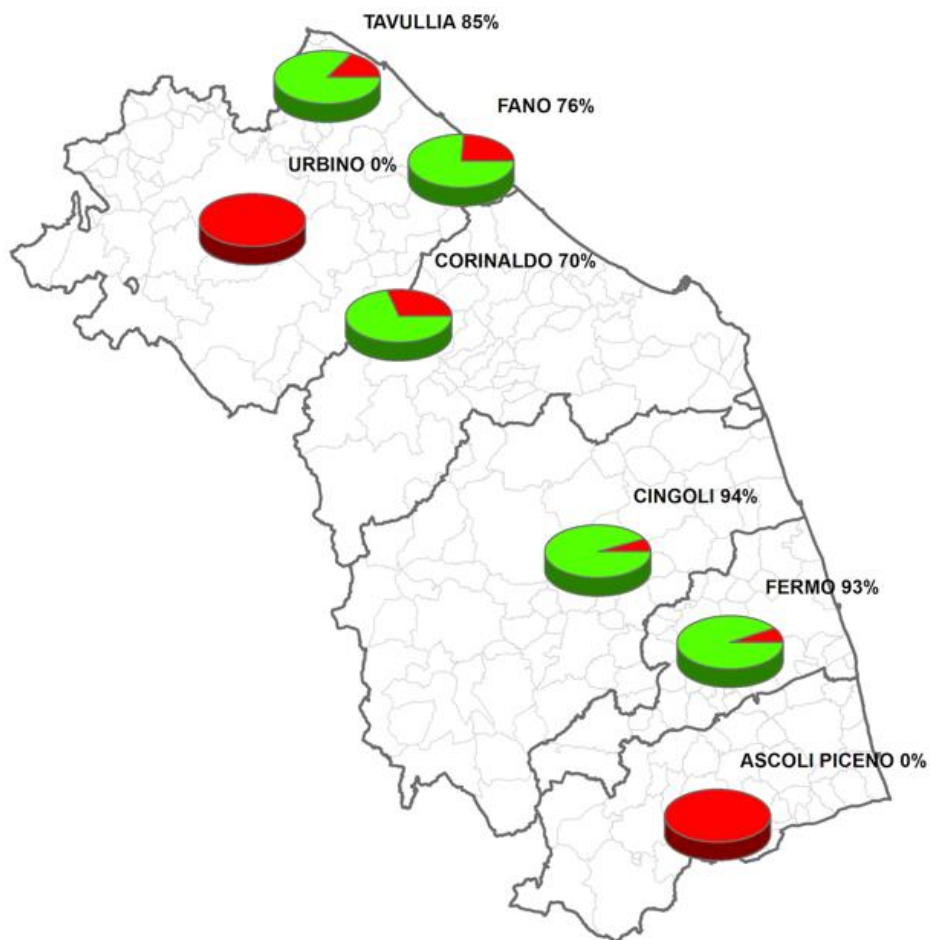 TAVULLIA 85%
FANO 76%
URBINO 0%
CORINALDO 70%
CINGOLI 94%
FERMO 93%
ASCOLI PICENO 0%